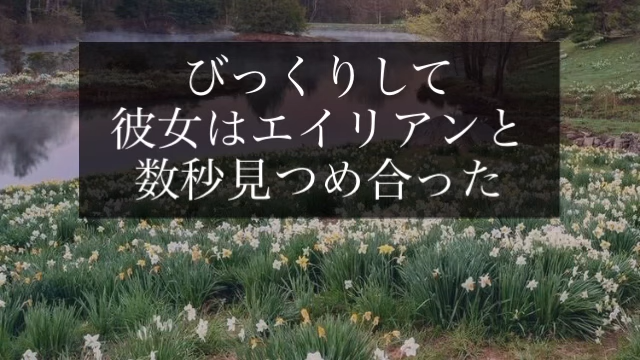 びっくりして
彼女はエイリアンと
数秒見つめ合った